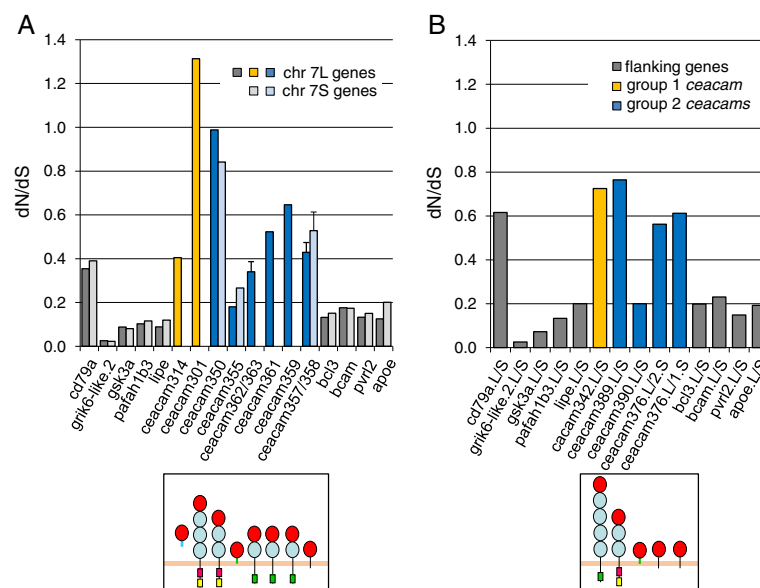 A
dN/dS
1.4
1.2
1.0
0.8
0.6
0.4
0.2
0.0
chr 7L genes
chr 7S genes
cd79a
grik6-like.2
gsk3a
pafah1b3
lipe
ceacam314
ceacam301
ceacam350
ceacam355
ceacam362/363
ceacam361
ceacam359
ceacam357/358
bcl3
bcam
pvrl2
apoe
B
dN/dS
1.4
1.2
1.0
0.8
0.6
0.4
0.2
0.0
flanking genes
group 1 ceacam
group 2 ceacams
cd79a.L/S
grik6-like.2.L/S
gsk3a.L/S
pafah1b3.L/S
lipe.L/S
cacam342.L/S
ceacam389.L/S
ceacam390.L/S
ceacam376.L/2.S
ceacam376.L/1.S
bcl3.L/S
bcam.L/S
pvrl2.L/S
apoe.L/S